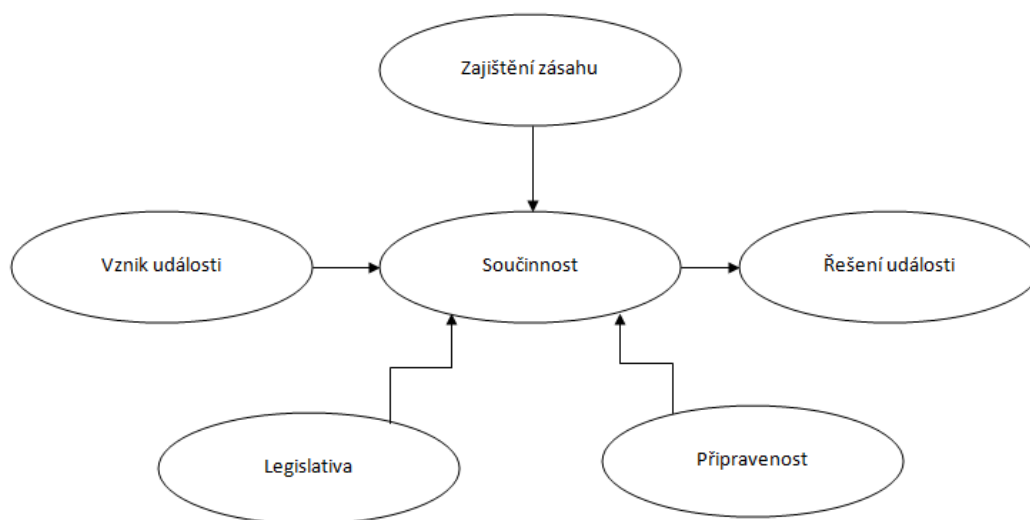 Zajištění zásahu
Vznik události
Součinnost
Řešení události
Legislativa
Připravenost